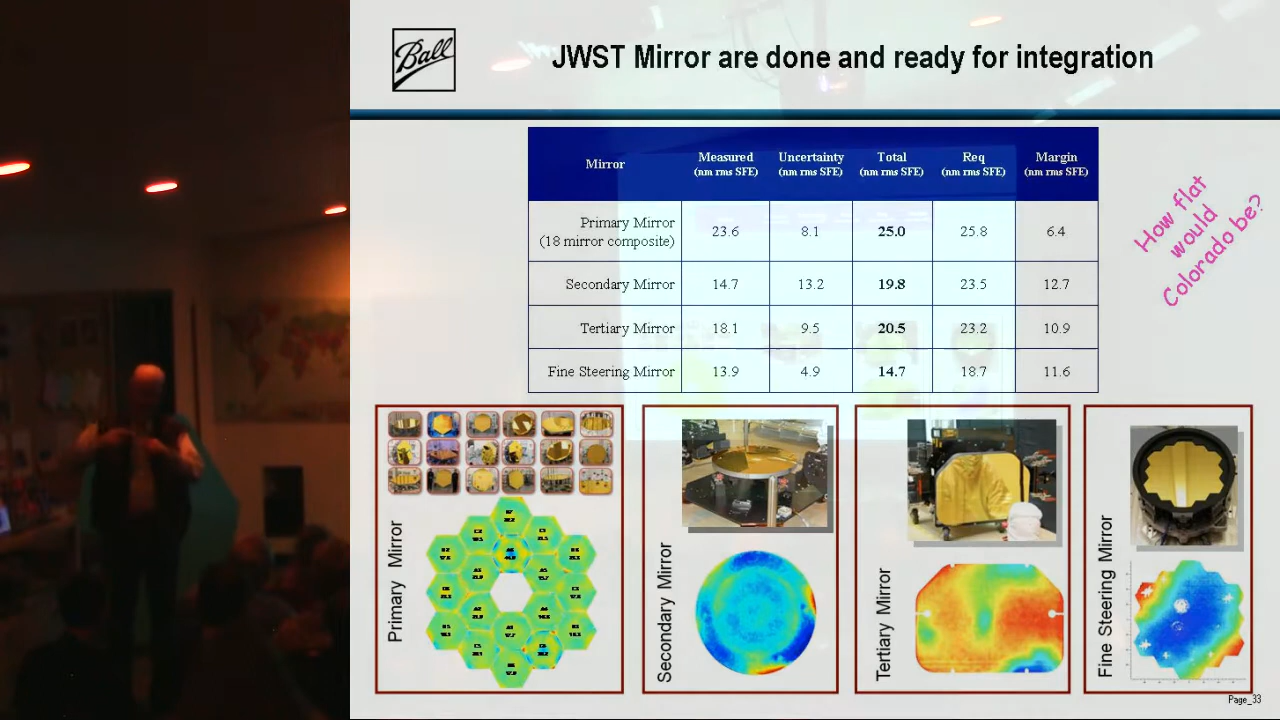 Ball
JWST Mirror are done and ready for integration
Mirror Measured (nm rms SFE) Uncertainty (nm rms SFE) Total (nm rms SFE) Req (nm rms SFE) Margin (nm rms SFE)
Primary Mirror (18 mirror composite) 23.6 8.1 25.0 25.8 6.4
Secondary Mirror 14.7 13.2 19.8 23.5 12.7
Tertiary Mirror 18.1 9.5 20.5 23.2 10.9
Fine Steering Mirror 13.9 4.9 14.7 18.7 11.6
How flat
would
Colorado be?
Primary Mirror
Secondary Mirror
Tertiary Mirror
Fine Steering Mirror
Page_33